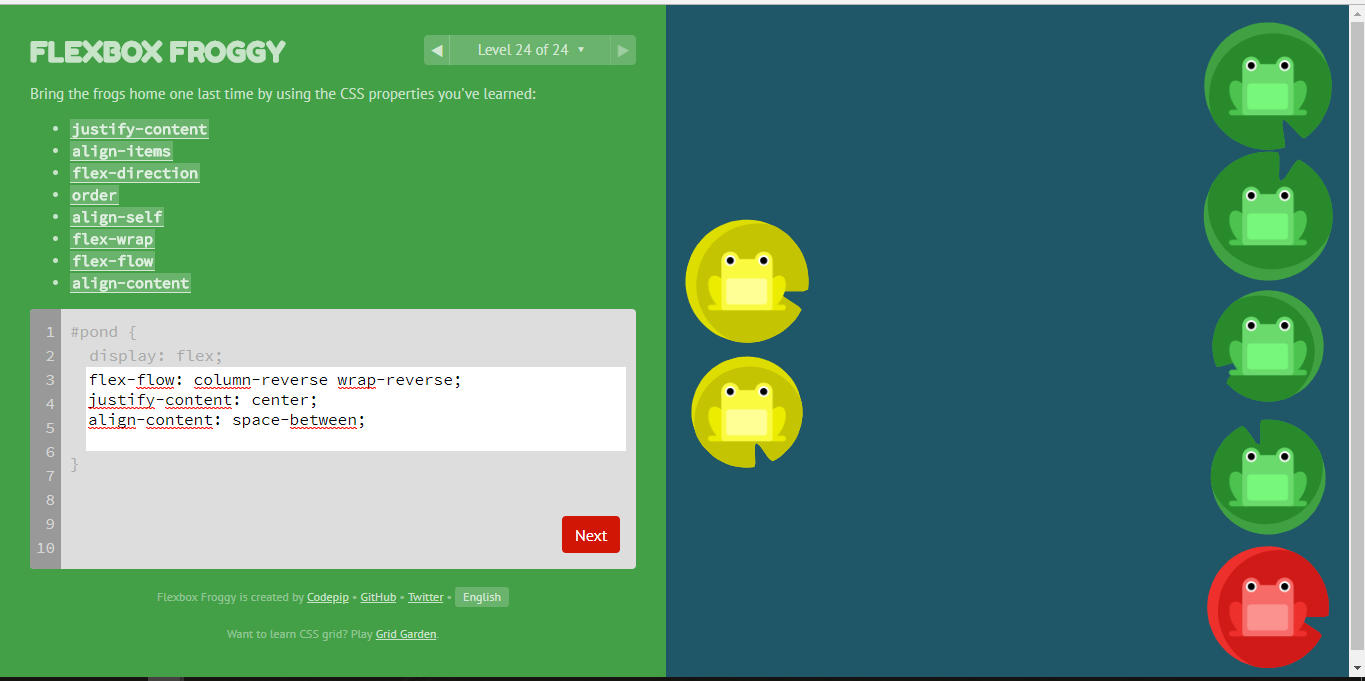 FLEXBOX FROGGY
◀ Level 24 of 24 ▼ ▶
Bring the frogs home one last time by using the CSS properties you've learned:
• justify-content
• align-items
• flex-direction
• order
• align-self
• flex-wrap
• flex-flow
• align-content
1 #pond {
2 display: flex;
3 flex-flow: column-reverse wrap-reverse;
4 justify-content: center;
5 align-content: space-between;
6 }
7
8
9
10
Next
Flexbox Froggy is created by Codepip • GitHub • Twitter • English
Want to learn CSS grid? Play Grid Garden.